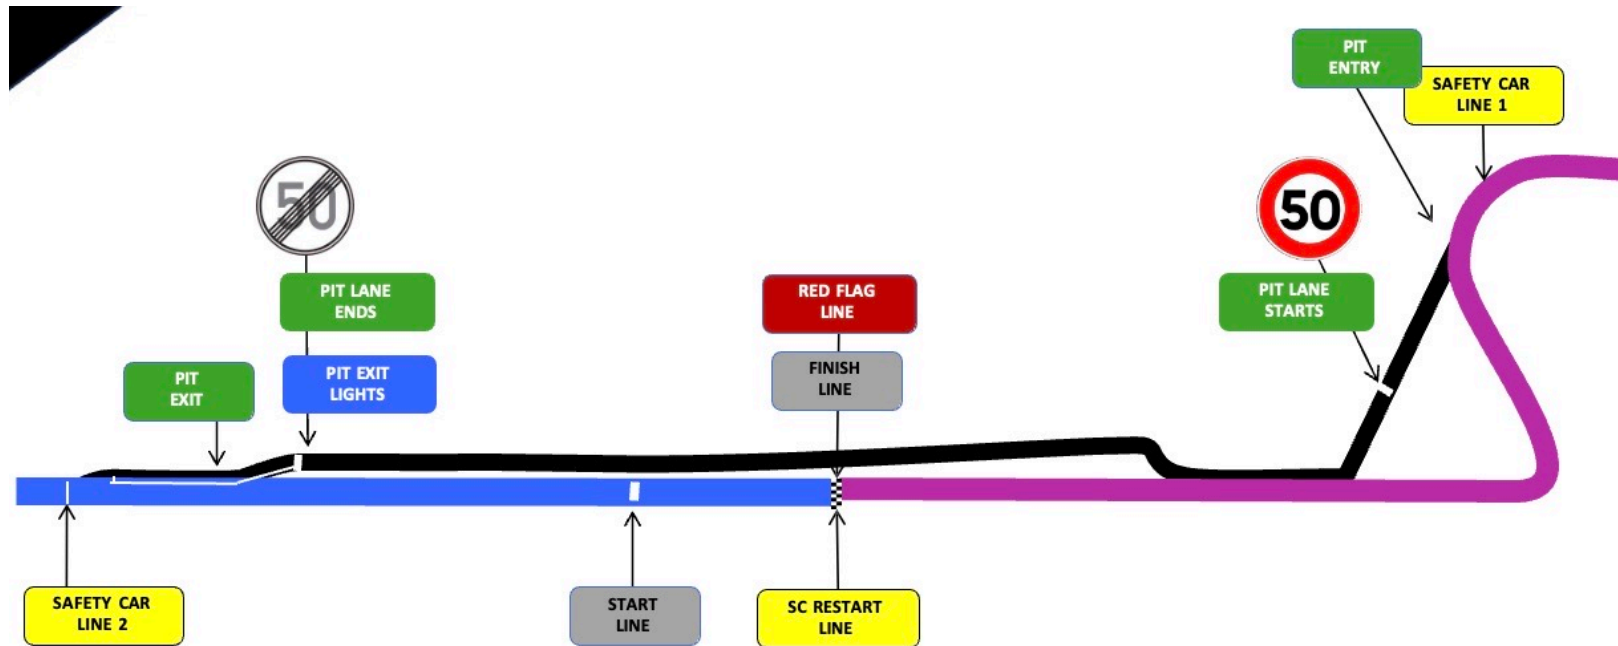 PIT
ENTRY
SAFETY CAR
LINE 1
50
50
PIT LANE
ENDS
RED FLAG
LINE
PIT LANE
STARTS
PIT
EXIT
PIT EXIT
LIGHTS
FINISH
LINE
SAFETY CAR
LINE 2
START
LINE
SC RESTART
LINE